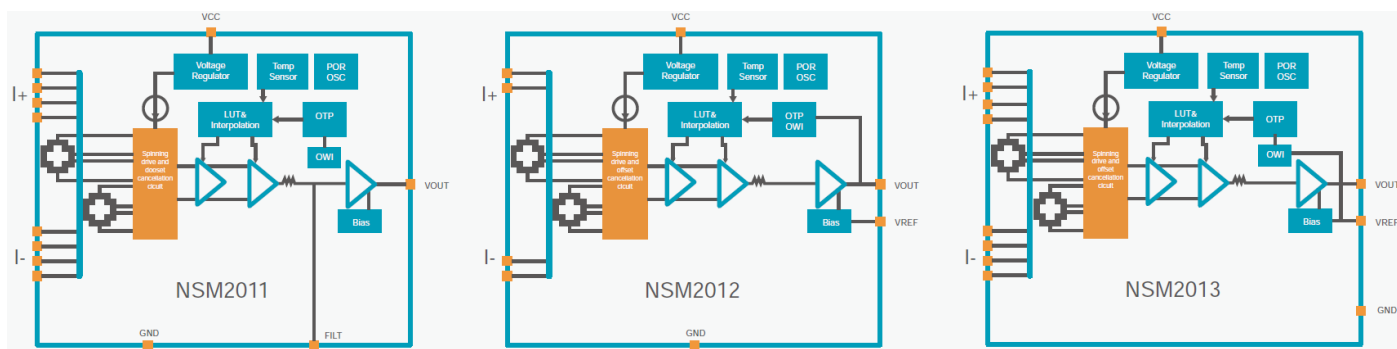 VCC
Voltage
Regulator
Temp
Sensor
POR
OSC
I+
LUT&
Interpolation
OTP
OWI
Spinning
drive and
doeset
cancellation
cicuit
VOUT
Bias
I-
NSM2011
GND
FILT
VCC
Voltage
Regulator
Temp
Sensor
POR
OSC
I+
LUT&
Interpolation
OTP
OWI
Spinning
drive and
offset
cancellation
cicuit
VOUT
Bias
VREF
I-
NSM2012
GND
VCC
Voltage
Regulator
Temp
Sensor
POR
OSC
I+
LUT&
Interpolation
OTP
OWI
Spinning
drive and
offset
cancellation
cicuit
VOUT
Bias
VREF
I-
NSM2013
GND